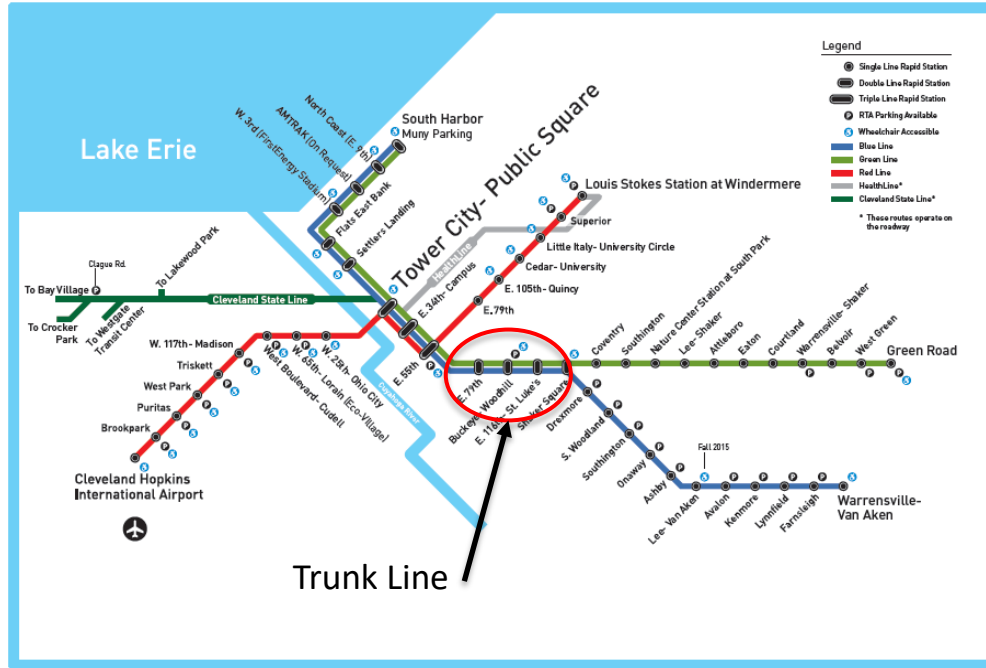 Legend
Single Line Rapid Station
Double Line Rapid Station
Triple Line Rapid Station
P
RTA Parking Available
Wheelchair Accessible
Blue Line
Green Line
Red Line
HealthLine*
Cleveland State Line*
* These routes operate on
the roadway
Lake Erie
South Harbor
Muny Parking
North Coast (E. 9th)
AMTRAK (On Request)
W. 3rd (FirstEnergy Stadium)
Flats East Bank
Settlers Landing
Tower City- Public Square
HealthLine
E. 34th- Campus
E. 55th
Louis Stokes Station at Windermere
Superior
Little Italy- University Circle
Cedar- University
E. 105th- Quincy
E.79th
To Lakewood Park
Clague Rd.
To Bay Village
Cleveland State Line
To Crocker
Park
To Westgate
Transit Center
W. 25th- Ohio City
W. 65th- Lorain (Eco-Village)
West Boulevard- Cudell
W. 117th- Madison
Triskett
West Park
Puritas
Brookpark
Cleveland Hopkins
International Airport
Cuyahoga River
E.79th
Buckeye- Woodhill
E. 116th- St. Luke's
Shaker Square
Coventry
Southington
Nature Center Station at South Park
Lee-Shaker
Attleboro
Eaton
Courtland
Warrensville- Shaker
Belvoir
West Green
Green Road
Drexmore
S. Woodland
Southington
Onaway
Ashby
Fall 2015
Lee- Van Aken
Avalon
Kenmore
Lynnfield
Farnsleigh
Warrensville-
Van Aken
Trunk Line